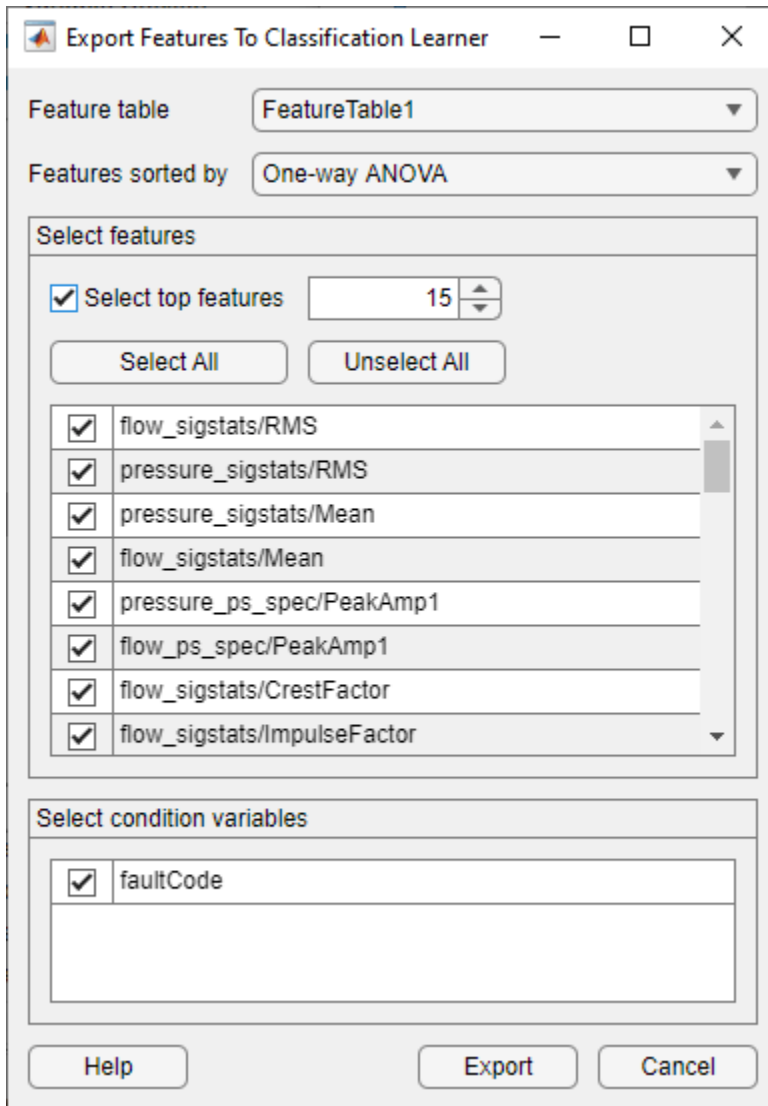 Export Features To Classification Learner
Feature table FeatureTable1
Features sorted by One-way ANOVA
Select features
Select top features 15
Select All Unselect All
flow_sigstats/RMS
pressure_sigstats/RMS
pressure_sigstats/Mean
flow_sigstats/Mean
pressure_ps_spec/PeakAmp1
flow_ps_spec/PeakAmp1
flow_sigstats/CrestFactor
flow_sigstats/ImpulseFactor
Select condition variables
faultCode
Help Export Cancel